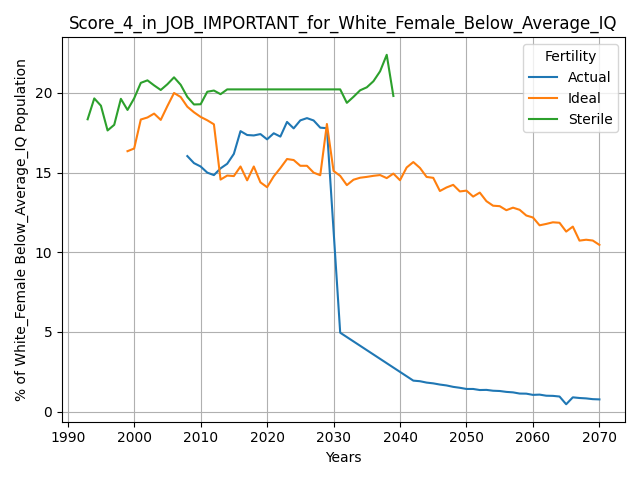 Score_4_in_JOB_IMPORTANT_for_White_Female_Below_Average_IQ
% of White_Female Below_Average_IQ Population
20
15
10
5
0
Fertility
Actual
Ideal
Sterile
1990 2000 2010 2020 2030 2040 2050 2060 2070
Years